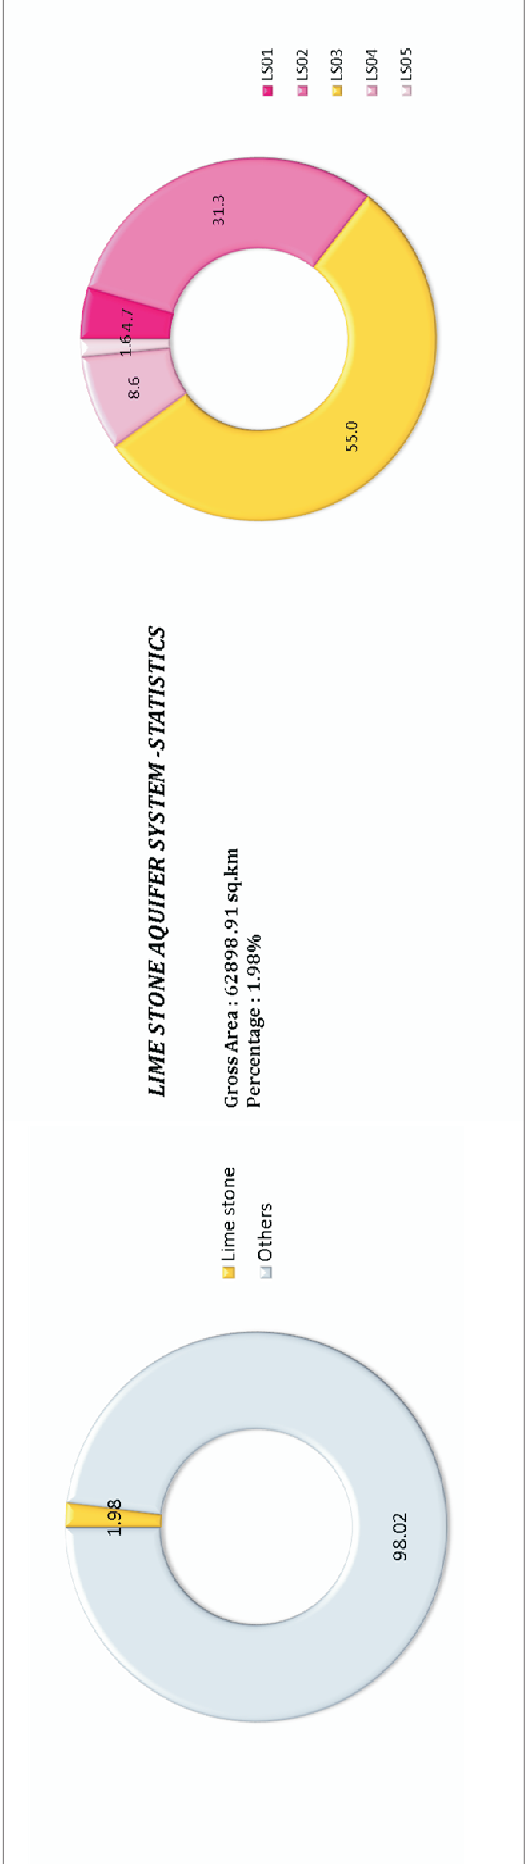 1.98
98.02
Lime stone
Others
LIME STONE AQUIFER SYSTEM -STATISTICS
Gross Area : 62898.91 sq.km
Percentage : 1.98%
4.7
31.3
55.0
8.6
1.6
LS01
LS02
LS03
LS04
LS05